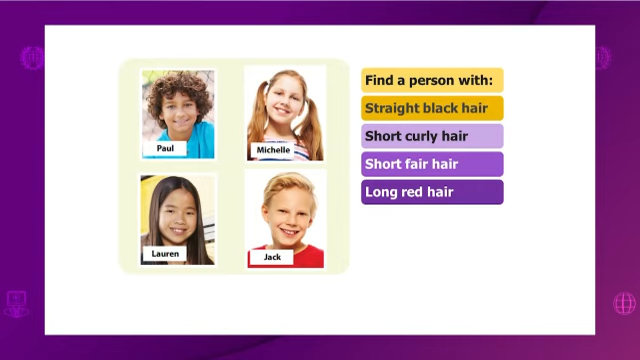 Paul
Michelle
Lauren
Jack
Find a person with:
Straight black hair
Short curly hair
Short fair hair
Long red hair